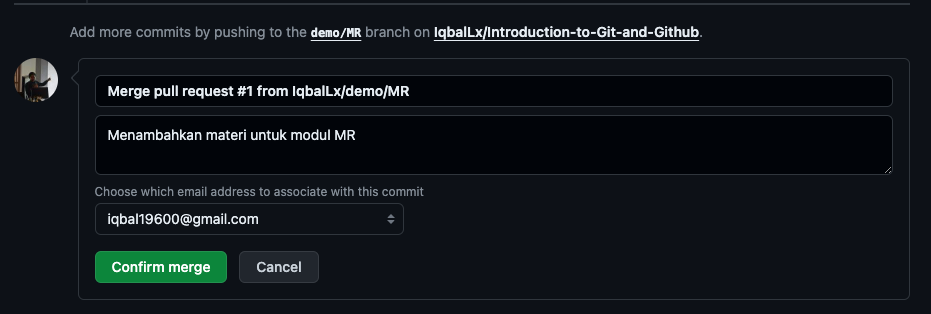 Add more commits by pushing to the demo/MR branch on IqbalLx/Introduction-to-Git-and-Github.
Merge pull request #1 from IqbalLx/demo/MR
Menambahkan materi untuk modul MR
Choose which email address to associate with this commit
iqbal19600@gmail.com
Confirm merge
Cancel